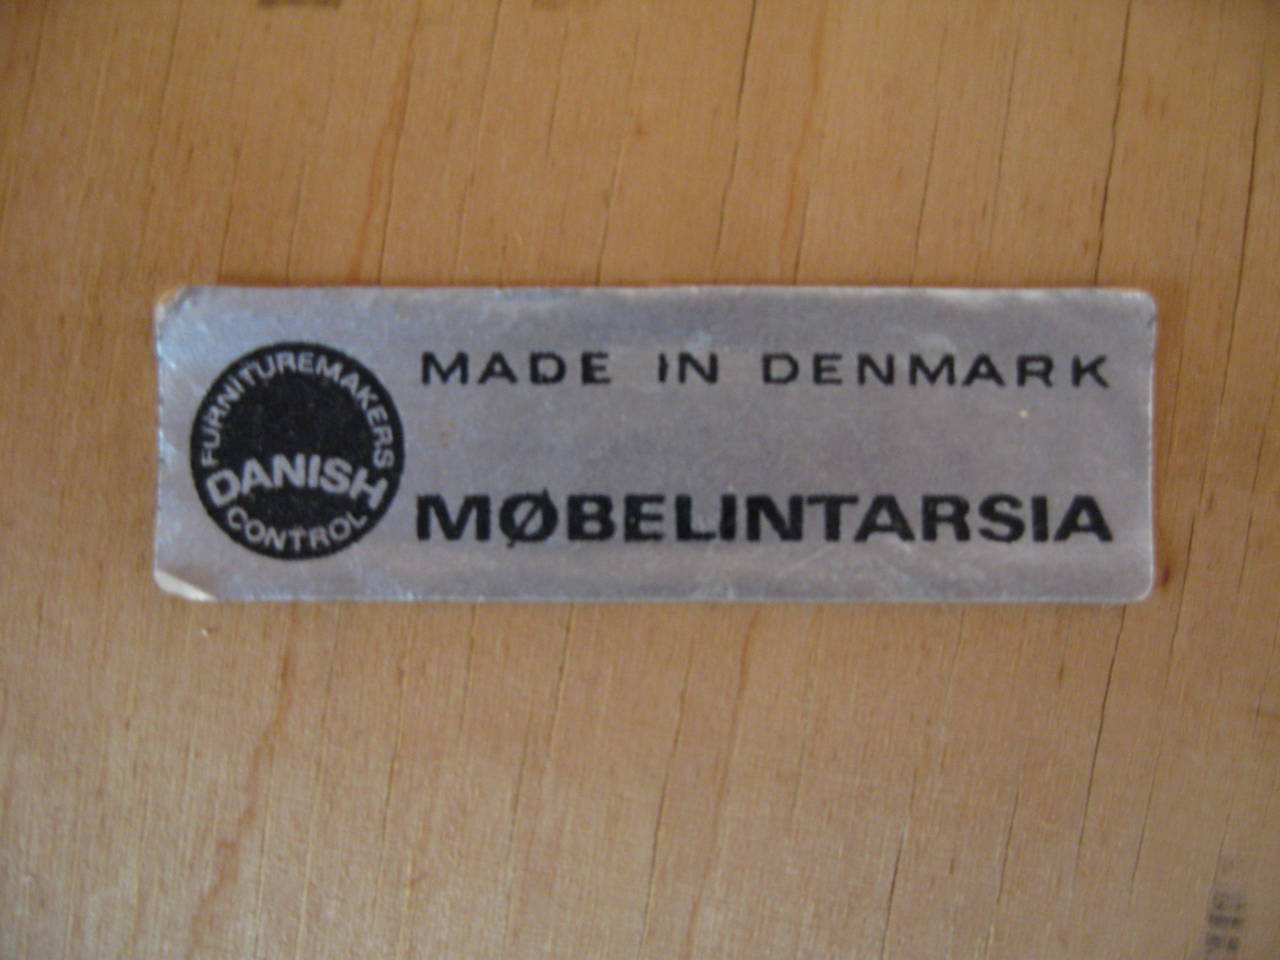 FURNITUREMAKERS
DANISH
CONTROL
MADE IN DENMARK
MØBELINTARSIA